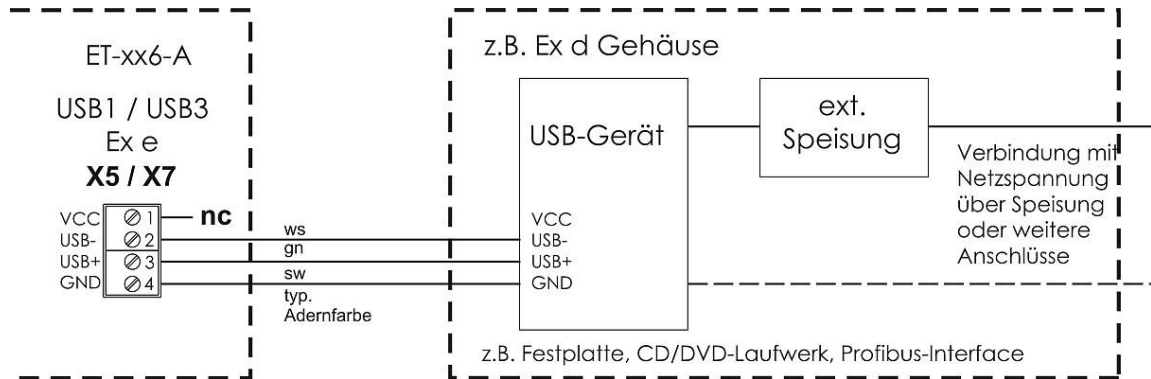 ET-xx6-A
USB1 / USB3
Ex e
X5 / X7
VCC 1 nc
USB- 2
USB+ 3
GND 4
ws
gn
sw
typ.
Adernfarbe
z.B. Ex d Gehäuse
USB-Gerät
VCC
USB-
USB+
GND
ext.
Speisung
Verbindung mit
Netzspannung
über Speisung
oder weitere
Anschlüsse
z.B. Festplatte, CD/DVD-Laufwerk, Profibus-Interface